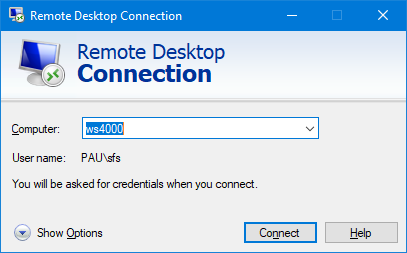 Remote Desktop Connection
Remote Desktop
Connection
Computer: ws4000
User name: PAU\sfs
You will be asked for credentials when you connect.
Show Options Connect Help